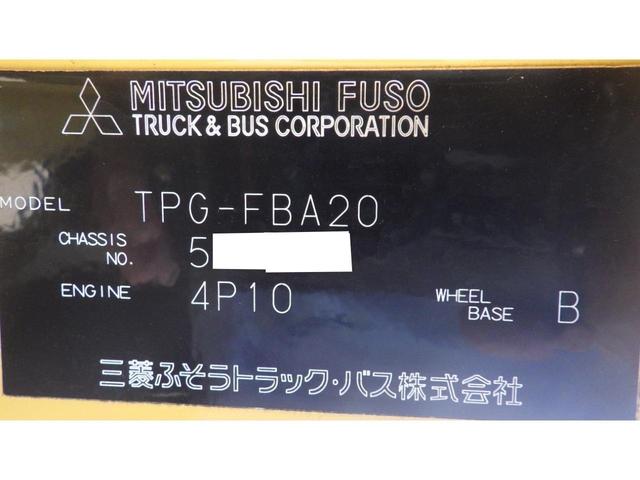 MITSUBISHI FUSO
TRUCK & BUS CORPORATION
MODEL TPG-FBA20
CHASSIS NO. 5
ENGINE 4P10 WHEEL BASE B
三菱ふそうトラック・バス株式会社